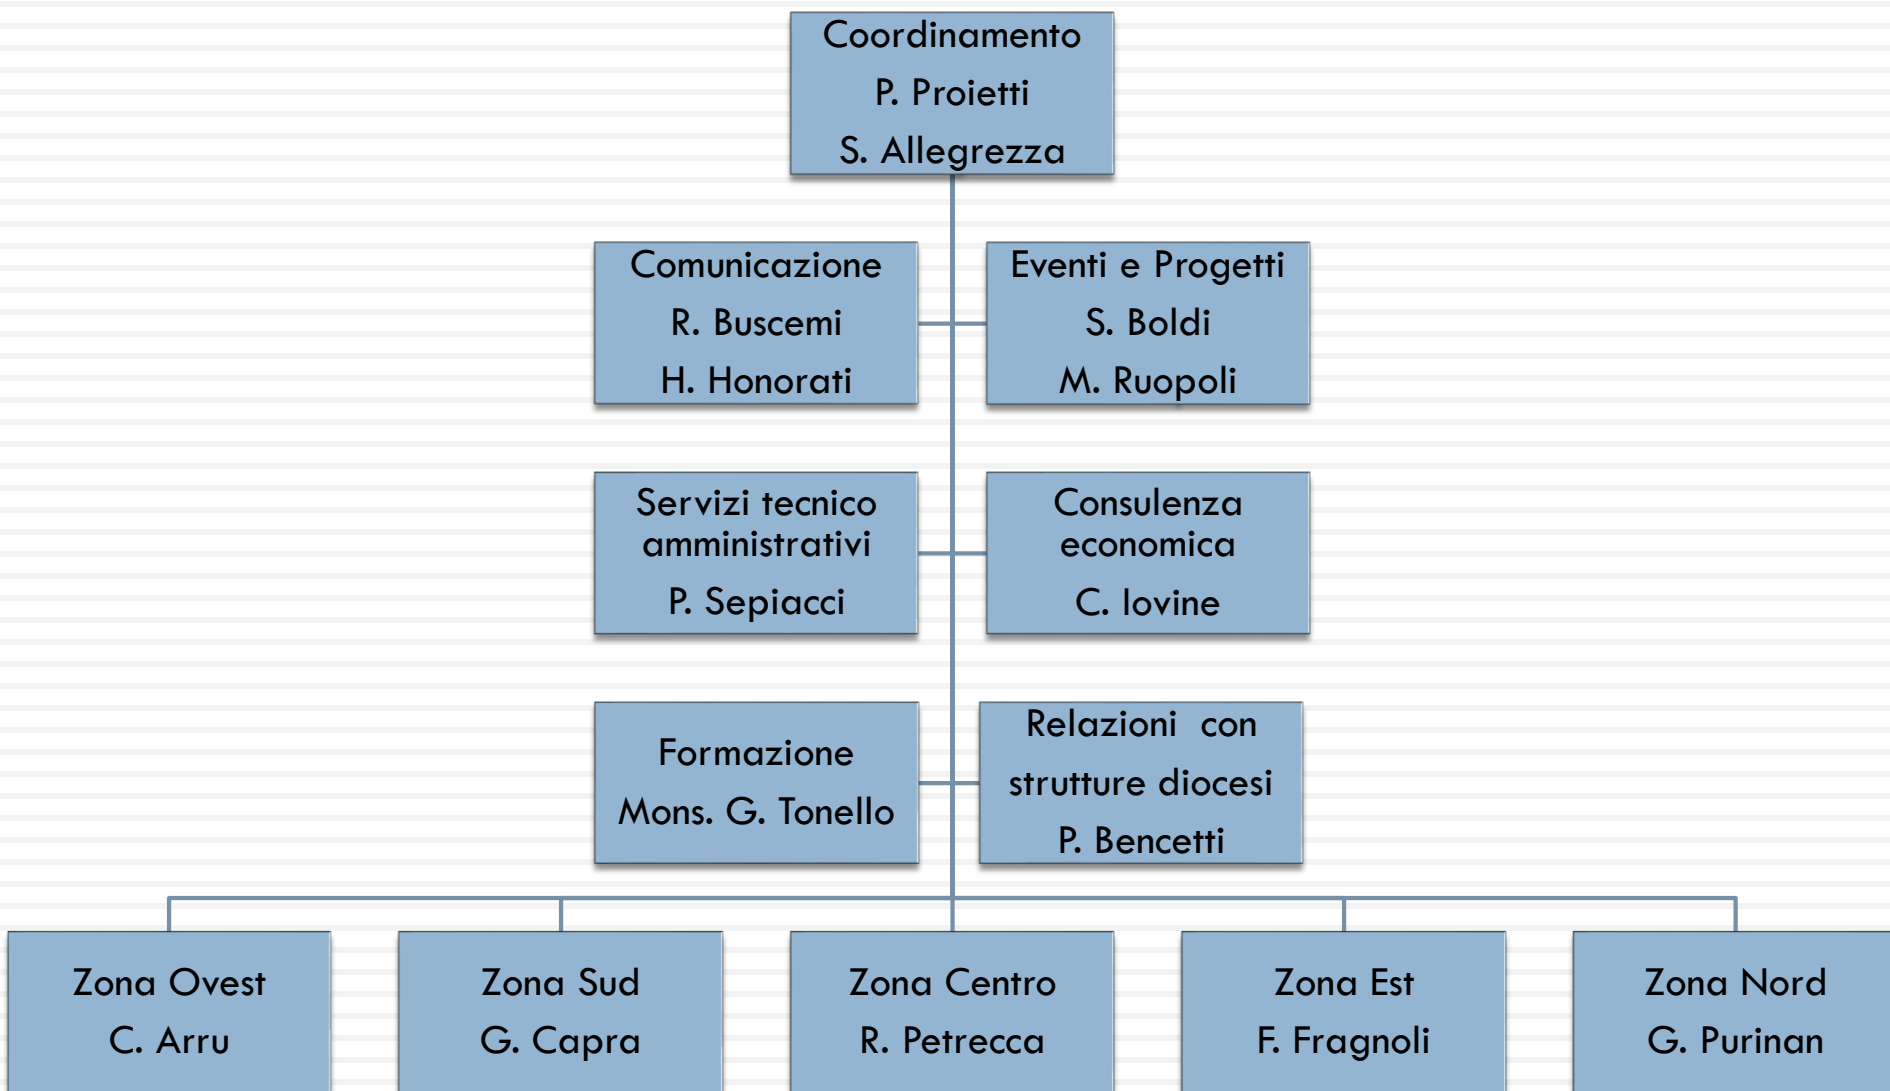 Coordinamento
P. Proietti
S. Allegrezza
Comunicazione
R. Buscemi
H. Honorati
Eventi e Progetti
S. Boldi
M. Ruopoli
Servizi tecnico
amministrativi
P. Sepiacci
Consulenza
economica
C. Iovine
Formazione
Mons. G. Tonello
Relazioni con
strutture diocesi
P. Bencetti
Zona Ovest
C. Arru
Zona Sud
G. Capra
Zona Centro
R. Petrecca
Zona Est
F. Fragnoli
Zona Nord
G. Purinan